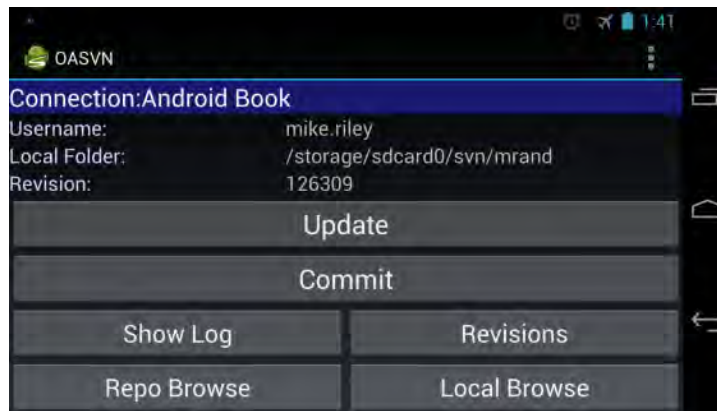 1:41
OASVN
Connection:Android Book
Username: mike.riley
Local Folder: /storage/sdcard0/svn/mrand
Revision: 126309
Update
Commit
Show Log Revisions
Repo Browse Local Browse